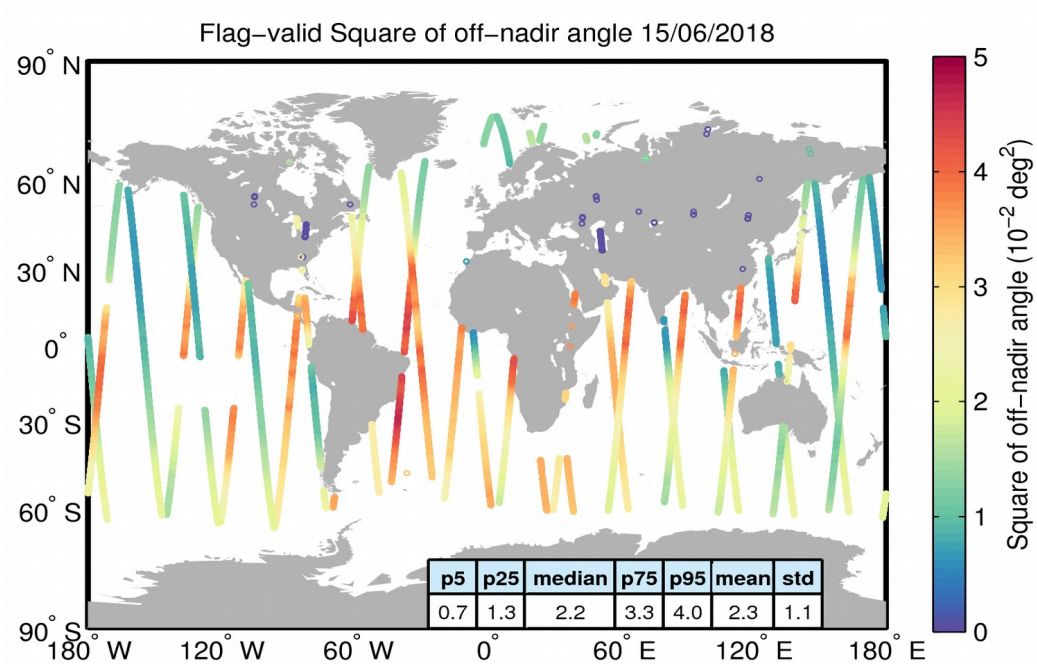 Flag−valid Square of off−nadir angle 15/06/2018
90° N
60° N
30° N
0°
30° S
60° S
90° S
180° W
120° W
60° W
0°
60° E
120° E
180° E
p5 p25 median p75 p95 mean std
0.7 1.3 2.2 3.3 4.0 2.3 1.1
5
4
3
2
1
0
Square of off−nadir angle (10⁻² deg²)